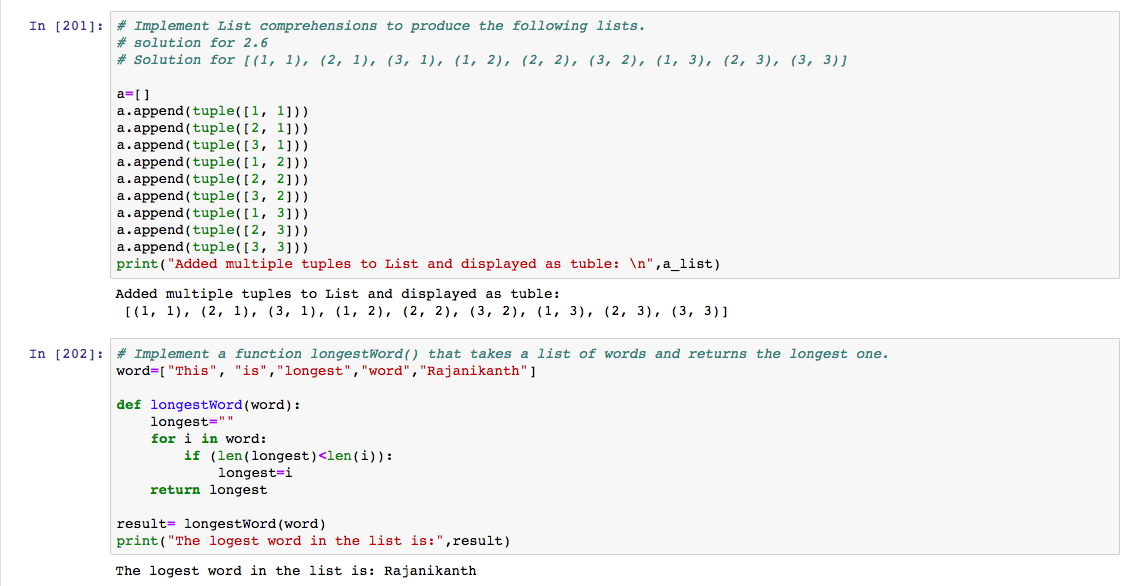 In [201]: # Implement List comprehensions to produce the following lists.
# solution for 2.6
# Solution for [(1, 1), (2, 1), (3, 1), (1, 2), (2, 2), (3, 2), (1, 3), (2, 3), (3, 3)]
a=[]
a.append(tuple([1, 1]))
a.append(tuple([2, 1]))
a.append(tuple([3, 1]))
a.append(tuple([1, 2]))
a.append(tuple([2, 2]))
a.append(tuple([3, 2]))
a.append(tuple([1, 3]))
a.append(tuple([2, 3]))
a.append(tuple([3, 3]))
print("Added multiple tuples to List and displayed as tuble: \n",a_list)
Added multiple tuples to List and displayed as tuble:
[(1, 1), (2, 1), (3, 1), (1, 2), (2, 2), (3, 2), (1, 3), (2, 3), (3, 3)]
In [202]: # Implement a function longestWord() that takes a list of words and returns the longest one.
word=["This", "is","longest","word","Rajanikanth"]
def longestWord(word):
    longest=""
    for i in word:
        if (len(longest)<len(i)):
            longest=i
    return longest
result= longestWord(word)
print("The logest word in the list is:",result)
The logest word in the list is: Rajanikanth